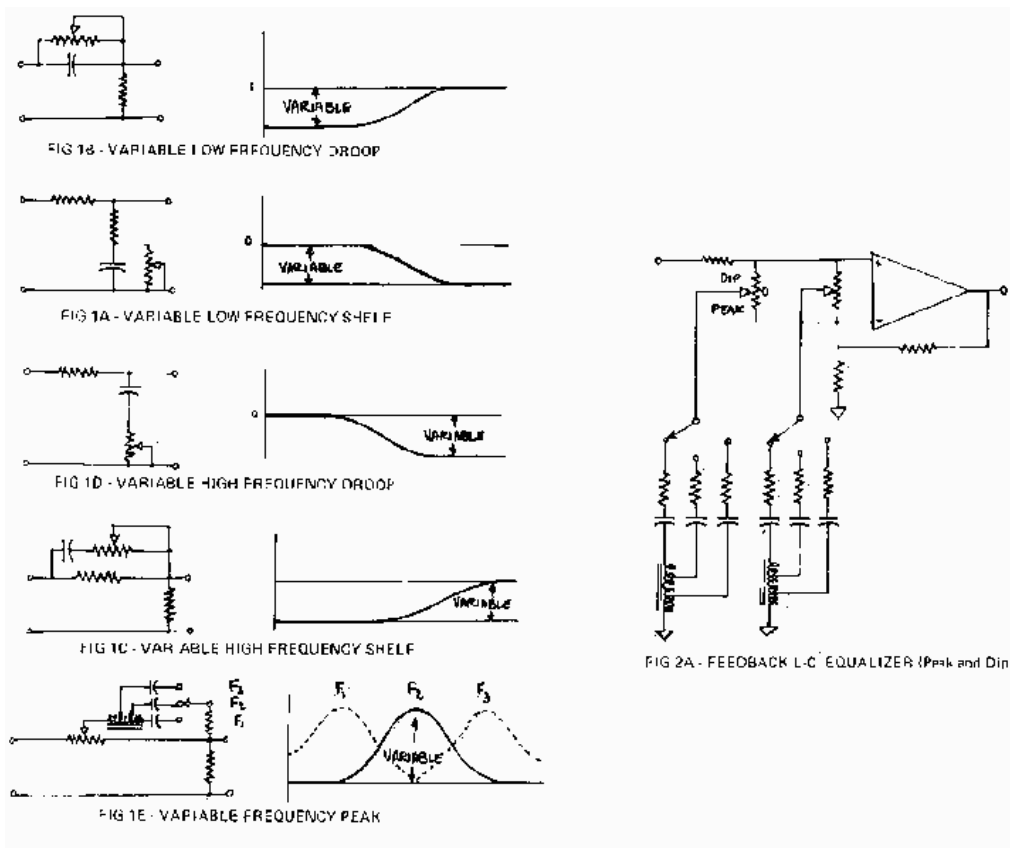 VARIABLE
FIG 1B - VARIABLE LOW FREQUENCY DROOP
0
VARIABLE
FIG 1A - VARIABLE LOW FREQUENCY SHELF
0
VARIABLE
FIG 1D - VARIABLE HIGH FREQUENCY DROOP
VARIABLE
FIG 1C - VARIABLE HIGH FREQUENCY SHELF
F3
F2
F1
F1 F2 F3
VARIABLE
FIG 1E - VARIABLE FREQUENCY PEAK
DIP
PEAK
+
−
FIG 2A - FEEDBACK L-C EQUALIZER (Peak and Dip